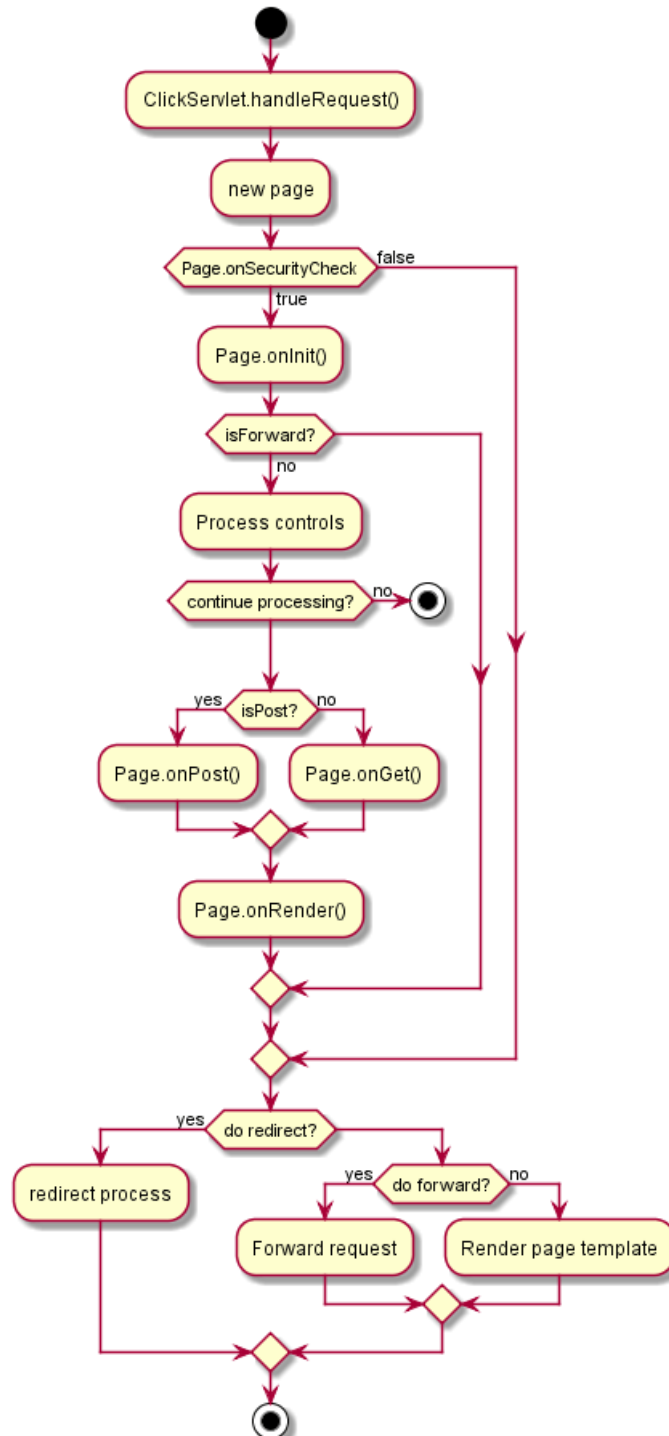 ClickServlet.handleRequest()
new page
Page.onSecurityCheck
false
true
Page.onInit()
isForward?
no
Process controls
continue processing?
no
yes
isPost?
no
Page.onPost()
Page.onGet()
Page.onRender()
yes
do redirect?
redirect process
yes
do forward?
no
Forward request
Render page template